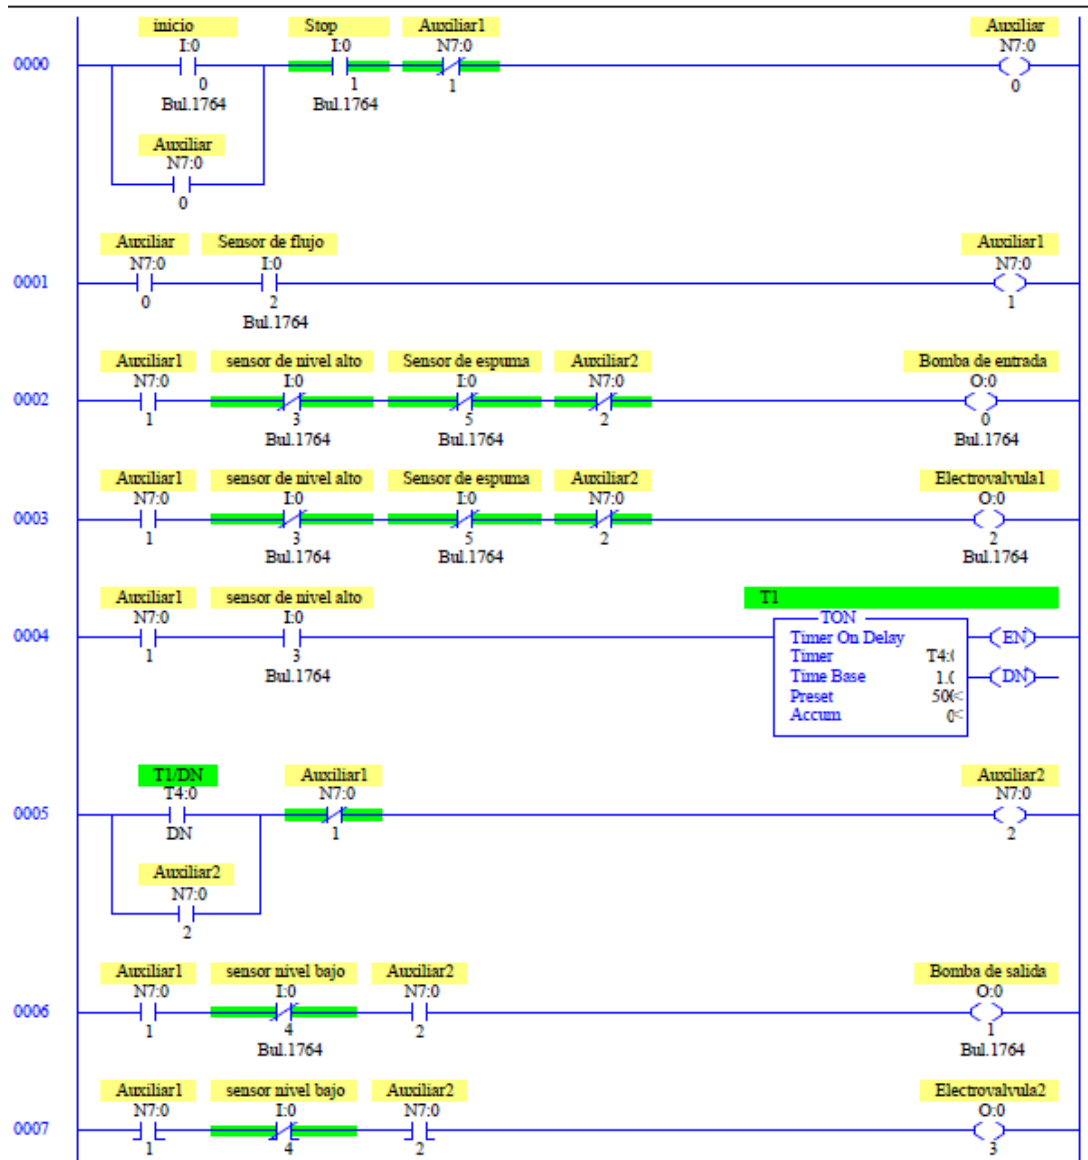 inicio Stop Auxiliar1 Auxiliar
I:0 I:0 N7:0 N7:0
0000
0 1 1 0
Bul.1764 Bul.1764
Auxiliar
N7:0
0
Auxiliar Sensor de flujo Auxiliar1
N7:0 I:0 N7:0
0001
0 2 1
Bul.1764
Auxiliar1 sensor de nivel alto Sensor de espuma Auxiliar2 Bomba de entrada
N7:0 I:0 I:0 N7:0 O:0
0002
1 3 5 2 0
Bul.1764 Bul.1764 Bul.1764
Auxiliar1 sensor de nivel alto Sensor de espuma Auxiliar2 Electrovalvula1
N7:0 I:0 I:0 N7:0 O:0
0003
1 3 5 2 2
Bul.1764 Bul.1764 Bul.1764
Auxiliar1 sensor de nivel alto T1
N7:0 I:0 TON
0004
1 3
Bul.1764
Timer On Delay EN
Timer T4:
Time Base 1. DN
Preset <
Accum 0<
T1/DN Auxiliar1 Auxiliar2
T4:0 N7:0 N7:0
0005
DN 1 2
Auxiliar2
N7:0
2
Auxiliar1 sensor nivel bajo Auxiliar2 Bomba de salida
N7:0 I:0 N7:0 O:0
0006
1 4 2 1
Bul.1764 Bul.1764
Auxiliar1 sensor nivel bajo Auxiliar2 Electrovalvula2
N7:0 I:0 N7:0 O:0
0007
1 4 2 3